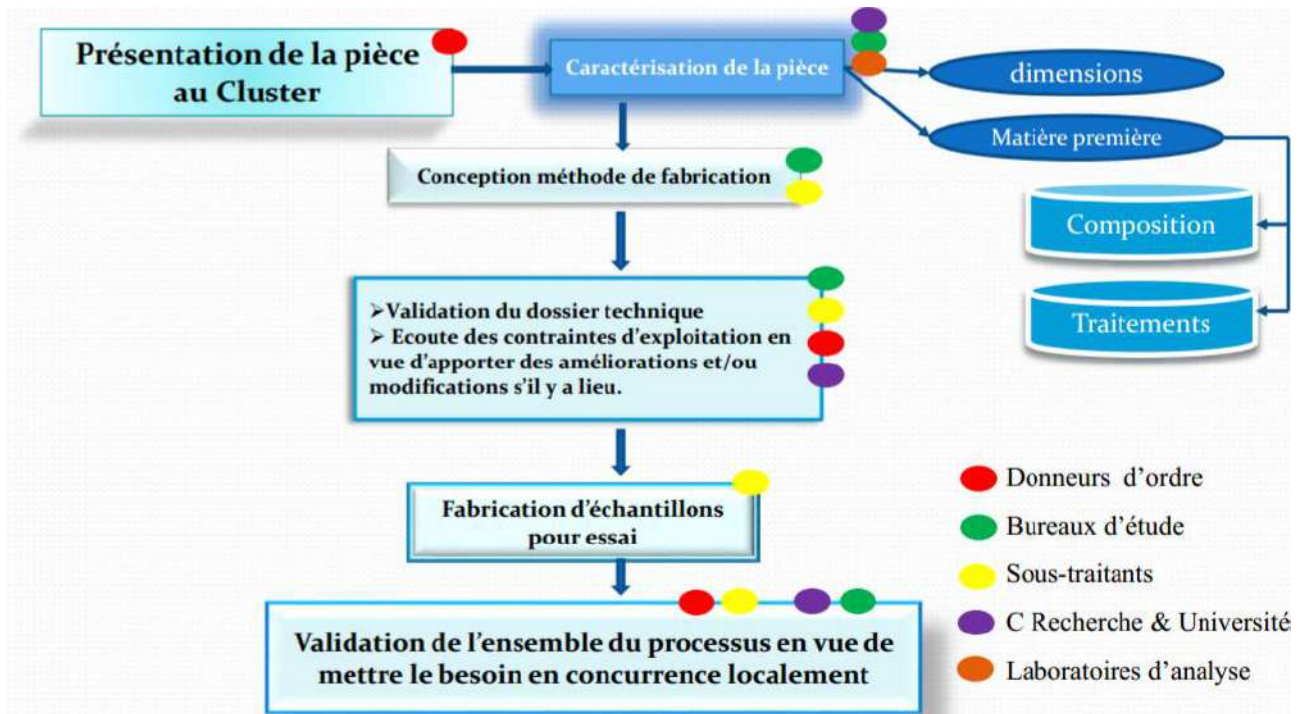 Présentation de la pièce
au Cluster
Caractérisation de la pièce
dimensions
Matière première
Composition
Traitements
Conception méthode de fabrication
➢Validation du dossier technique
➢ Ecoute des contraintes d'exploitation en
vue d'apporter des améliorations et/ou
modifications s'il y a lieu.
Fabrication d'échantillons
pour essai
Validation de l'ensemble du processus en vue de
mettre le besoin en concurrence localement
Donneurs d'ordre
Bureaux d'étude
Sous-traitants
C Recherche & Université
Laboratoires d'analyse